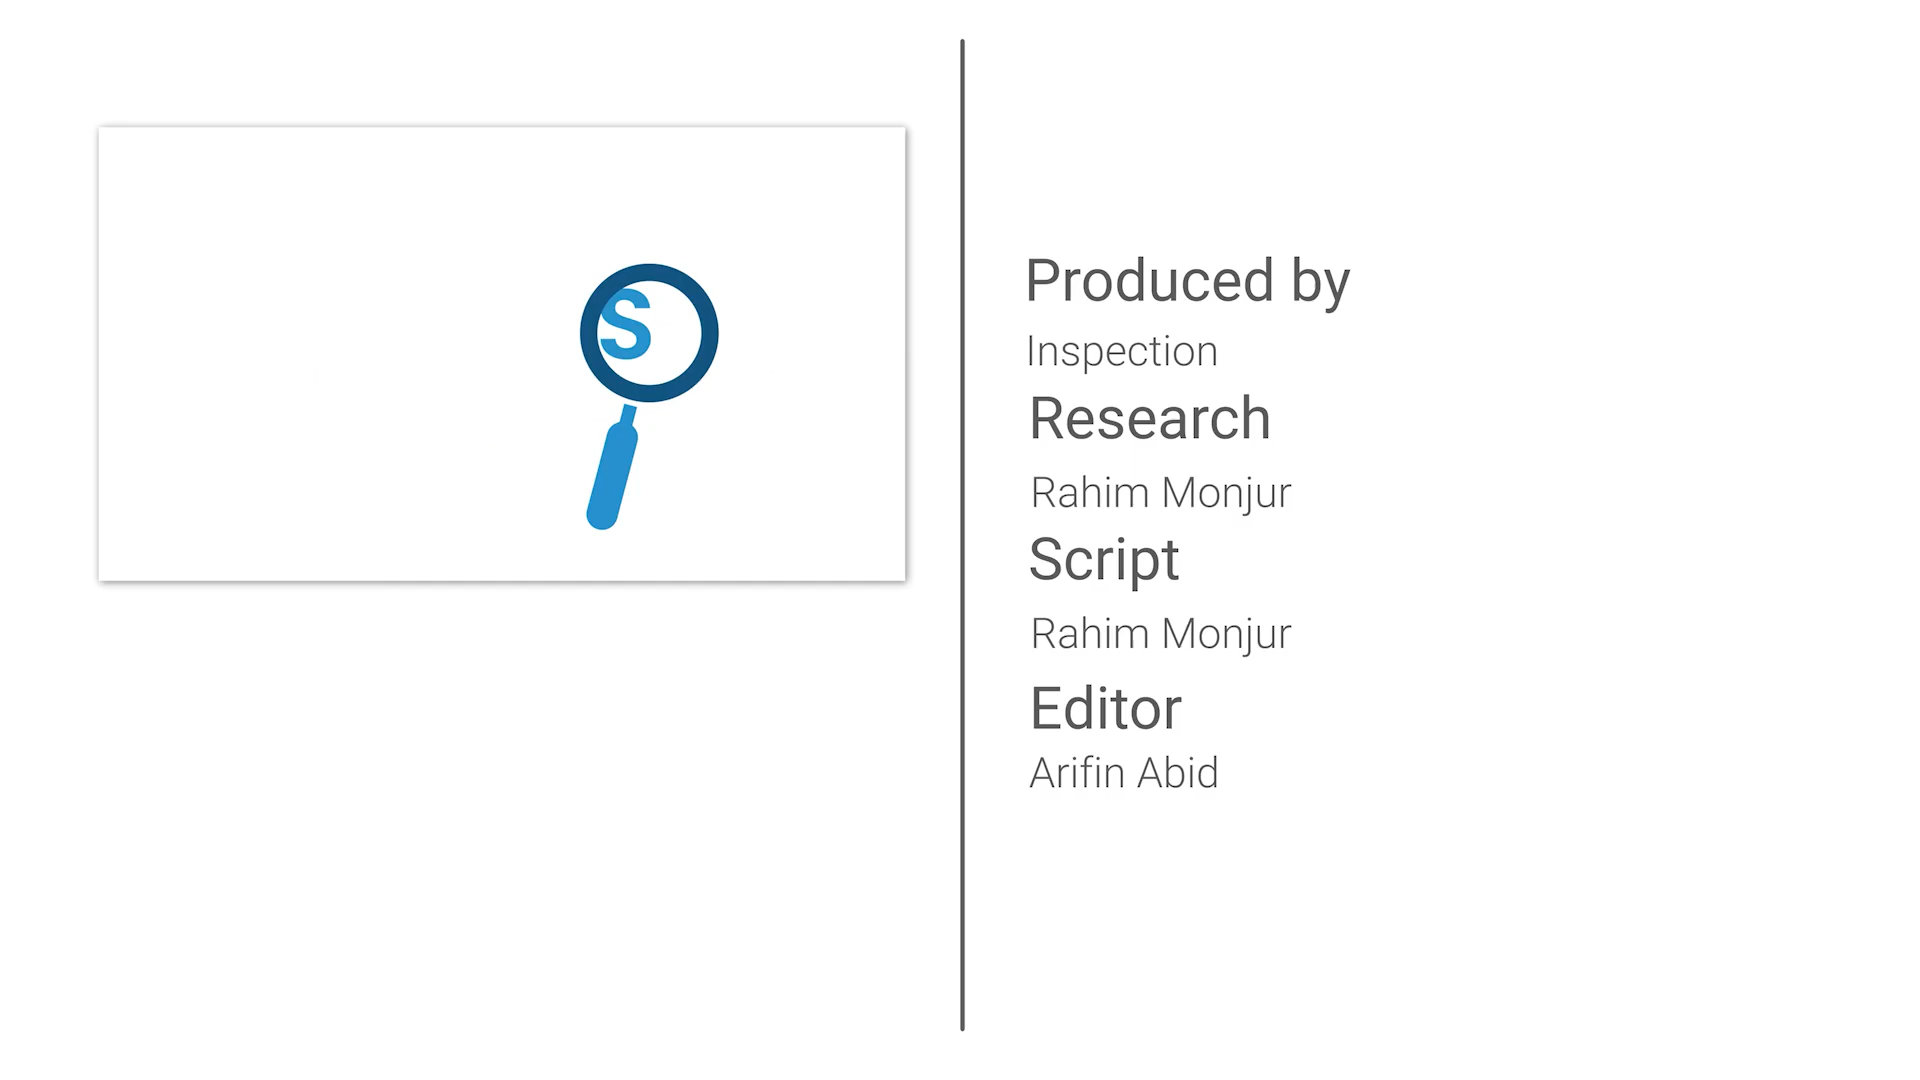 S
Produced by
Inspection
Research
Rahim Monjur
Script
Rahim Monjur
Editor
Arifin Abid